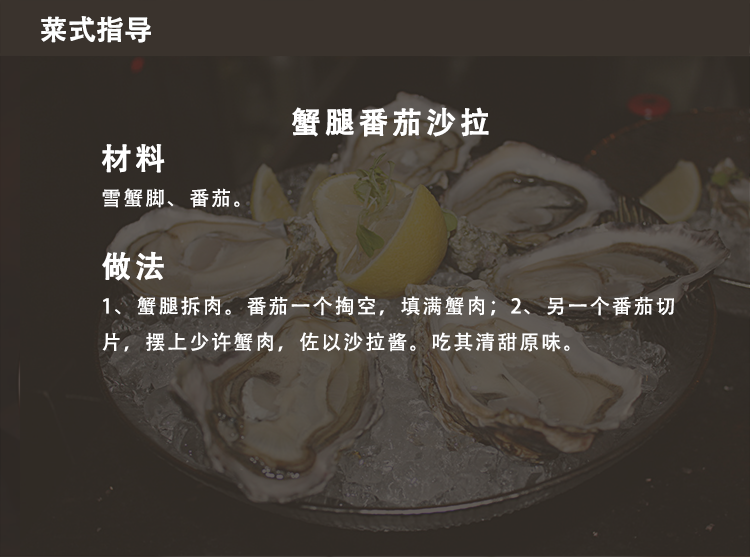 菜式指导
蟹腿番茄沙拉
材料
雪蟹脚、番茄。
做法
1、蟹腿拆肉。番茄一个掏空，填满蟹肉；2、另一个番茄切
片，摆上少许蟹肉，佐以沙拉酱。吃其清甜原味。